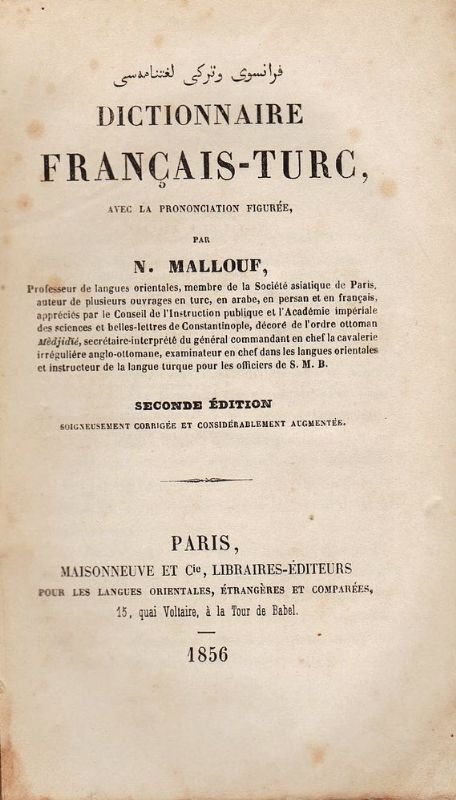 فرانسوی وتركی لغتنامه‌سی
DICTIONNAIRE
FRANÇAIS-TURC,
AVEC LA PRONONCIATION FIGURÉE,
PAR
N. MALLOUF,
Professeur de langues orientales, membre de la Société asiatique de Paris,
auteur de plusieurs ouvrages en turc, en arabe, en persan et en français,
appréciés par le Conseil de l'Instruction publique et l'Académie impériale
des sciences et belles-lettres de Constantinople, décoré de l'ordre ottoman
Mèdjidïé, secrétaire-interprète du général commandant en chef la cavalerie
irrégulière anglo-ottomane, examinateur en chef dans les langues orientales
et instructeur de la langue turque pour les officiers de S. M. B.
SECONDE ÉDITION
SOIGNEUSEMENT CORRIGÉE ET CONSIDÉRABLEMENT AUGMENTÉE.
PARIS,
MAISONNEUVE ET Cie, LIBRAIRES-ÉDITEURS
POUR LES LANGUES ORIENTALES, ÉTRANGÈRES ET COMPARÉES,
15, quai Voltaire, à la Tour de Babel.
1856